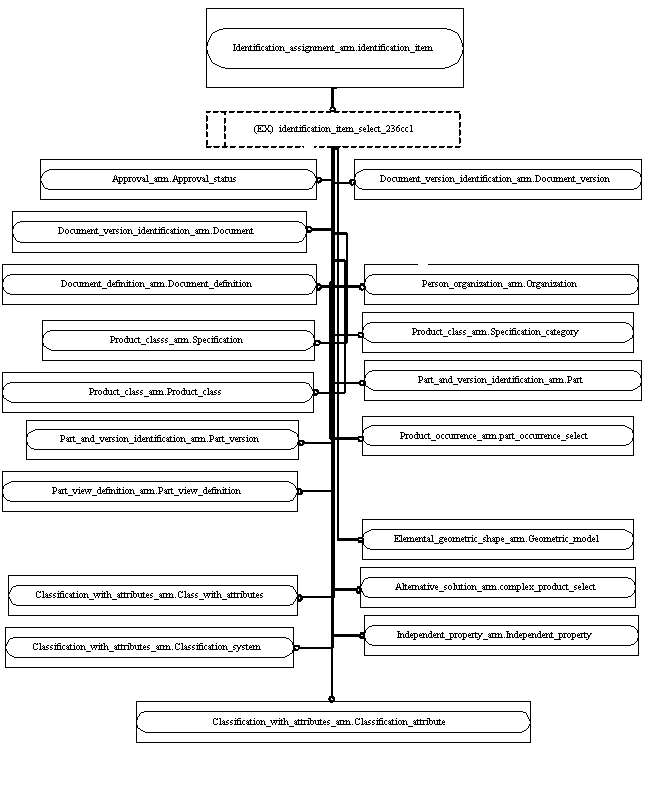 Identification_assignment_arm.identification_item
(EX) identification_item_select_236cc1
Approval_arm.Approval_status
Document_version_identification_arm.Document_version
Document_version_identification_arm.Document
Document_definition_arm.Document_definition
Person_organization_arm.Organization
Product_classs_arm.Specification
Product_class_arm.Specification_category
Product_class_arm.Product_class
Part_and_version_identification_arm.Part
Part_and_version_identification_arm.Part_version
Product_occurrence_arm.part_occurrence_select
Part_view_definition_arm.Part_view_definition
Elemental_geometric_shape_arm.Geometric_model
Classification_with_attributes_arm.Class_with_attributes
Alternative_solution_arm.complex_product_select
Classification_with_attributes_arm.Classification_system
Independent_property_arm.Independent_property
Classification_with_attributes_arm.Classification_attribute